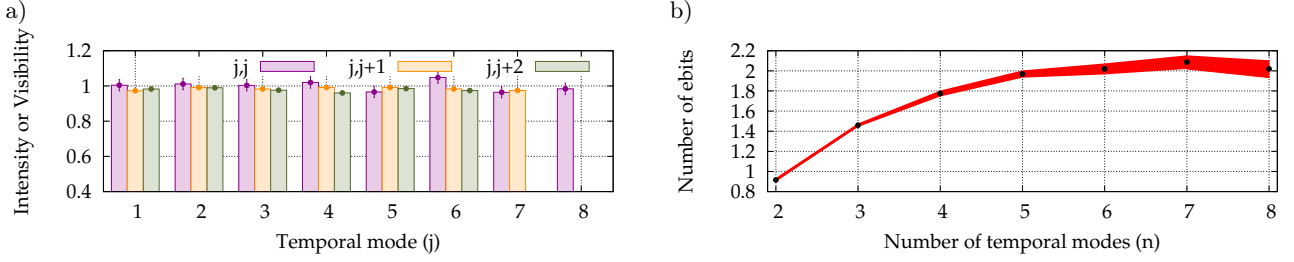 a)
Intensity or Visibility
1.2
1
0.8
0.6
0.4
j,j
j,j+1
j,j+2
1 2 3 4 5 6 7 8
Temporal mode (j)
b)
Number of ebits
2.2
2
1.8
1.6
1.4
1.2
1
0.8
2 3 4 5 6 7 8
Number of temporal modes (n)